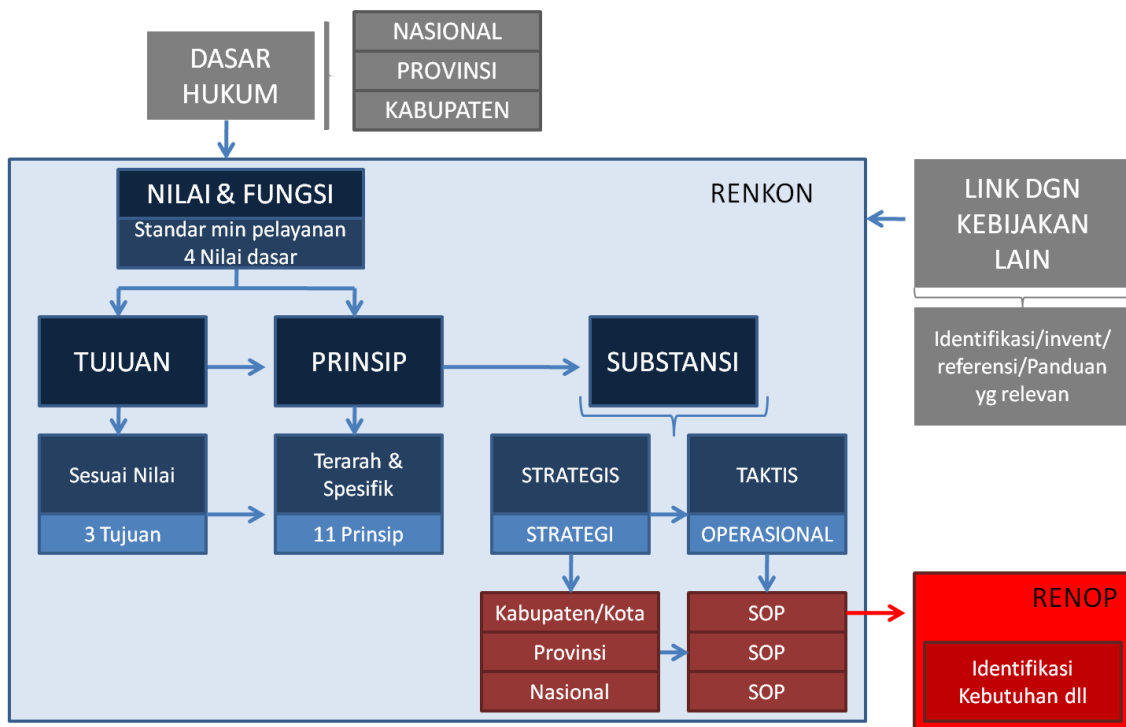 DASAR
HUKUM
NASIONAL
PROVINSI
KABUPATEN
RENKON
NILAI & FUNGSI
Standar min pelayanan
4 Nilai dasar
TUJUAN
PRINSIP
SUBSTANSI
Sesuai Nilai
3 Tujuan
Terarah &
Spesifik
11 Prinsip
STRATEGIS
STRATEGI
TAKTIS
OPERASIONAL
Kabupaten/Kota
Provinsi
Nasional
SOP
SOP
SOP
LINK DGN
KEBIJAKAN
LAIN
Identifikasi/invent/
referensi/Panduan
yg relevan
RENOP
Identifikasi
Kebutuhan dll